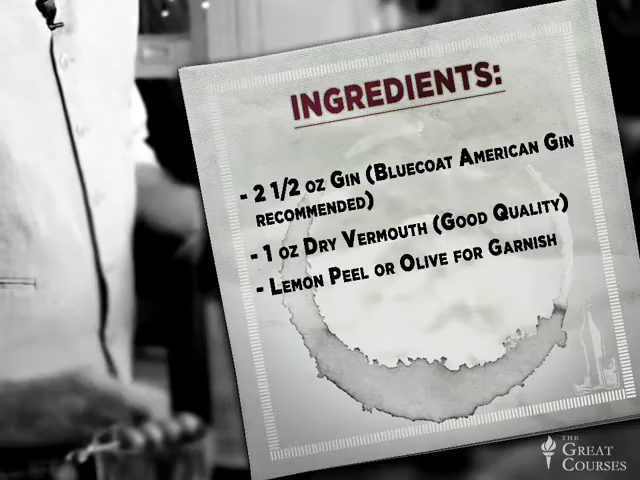 INGREDIENTS:
- 2 1/2 oz Gin (Bluecoat American Gin
recommended)
- 1 oz Dry Vermouth (Good Quality)
- Lemon Peel or Olive for Garnish
THE
GREAT
COURSES